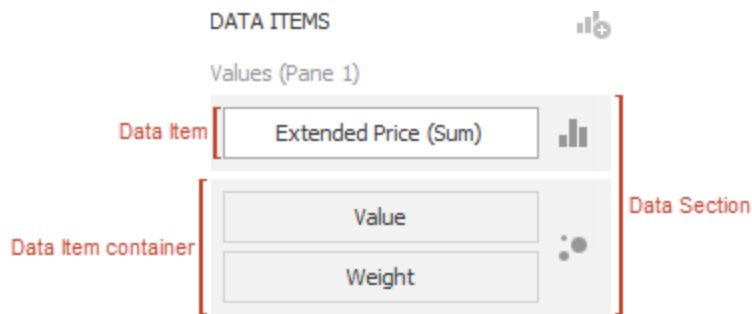 DATA ITEMS
Values (Pane 1)
Data Item
Extended Price (Sum)
Value
Data Section
Data Item container
Weight